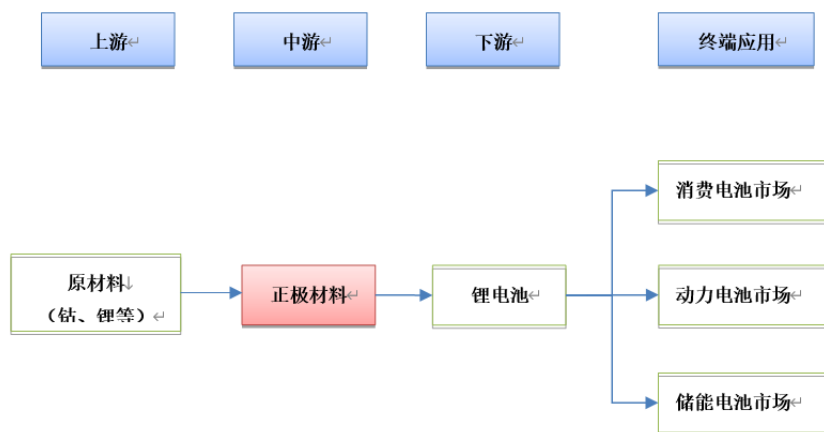 上游
中游
下游
终端应用
消费电池市场
原材料
（钴、锂等）
正极材料
锂电池
动力电池市场
储能电池市场